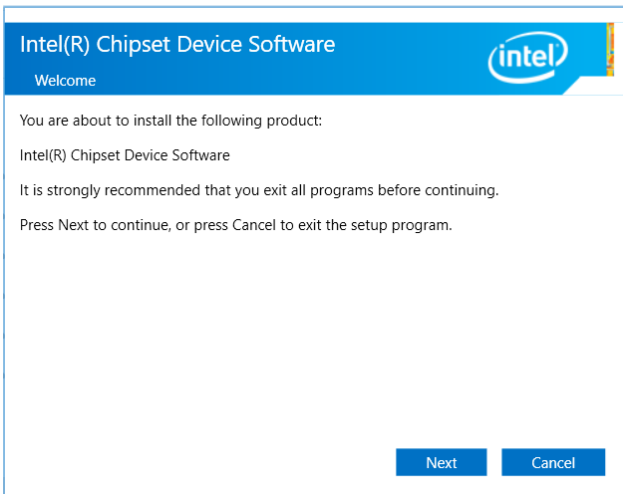 Intel(R) Chipset Device Software
intel
Welcome
You are about to install the following product:
Intel(R) Chipset Device Software
It is strongly recommended that you exit all programs before continuing.
Press Next to continue, or press Cancel to exit the setup program.
Next
Cancel